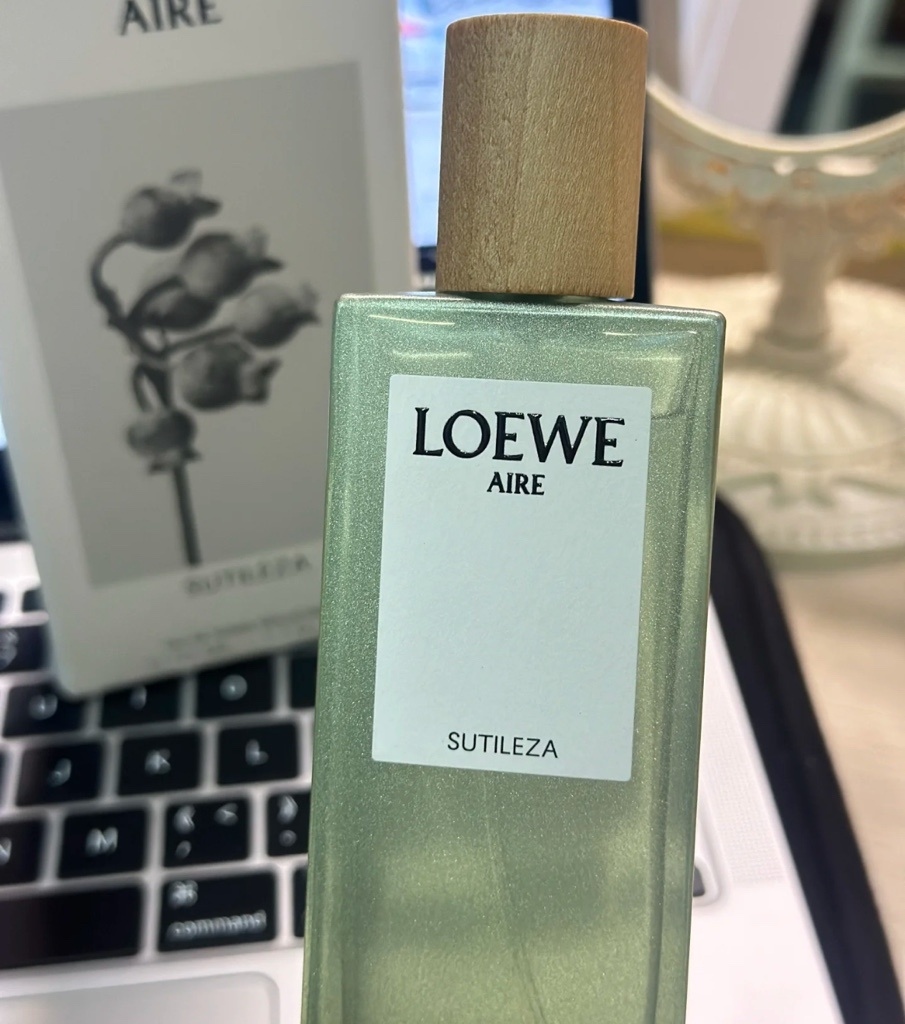 AIRE
SUTILEZA
LOEWE
AIRE
SUTILEZA
J
K
L
M
<
,
⌘
command